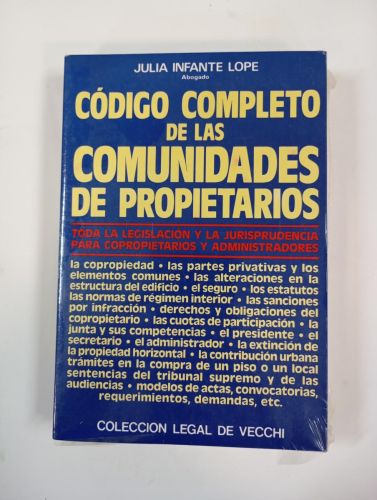 JULIA INFANTE LOPE
Abogado
CÓDIGO COMPLETO
DE LAS
COMUNIDADES
DE PROPIETARIOS
TODA LA LEGISLACIÓN Y LA JURISPRUDENCIA
PARA COPROPIETARIOS Y ADMINISTRADORES
la copropiedad • las partes privativas y los
elementos comunes • las alteraciones en la
estructura del edificio • el seguro • los estatutos
las normas de régimen interior • las sanciones
por infracción • derechos y obligaciones del
copropietario • las cuotas de participación • la
junta y sus competencias • el presidente • el
secretario • el administrador • la extinción de
la propiedad horizontal • la contribución urbana
trámites en la compra de un piso o un local
sentencias del tribunal supremo y de las
audiencias • modelos de actas, convocatorias,
requerimientos, demandas, etc.
COLECCION LEGAL DE VECCHI